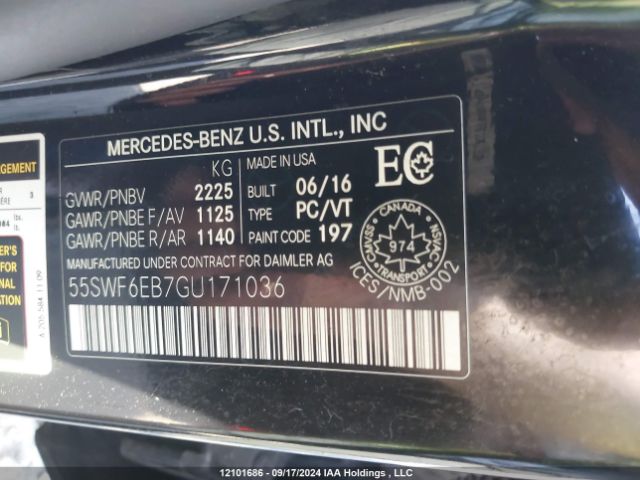 MERCEDES-BENZ U.S. INTL., INC
KG
GVWR/PNBV 2225
GAWR/PNBE F/AV 1125
GAWR/PNBE R/AR 1140
MADE IN USA
BUILT 06/16
TYPE PC/VT
PAINT CODE 197
EC
CANADA
974
TRANSPORT
ICES/NMB-002
MANUFACTURED UNDER CONTRACT FOR DAIMLER AG
55SWF6EB7GU171036
12101686 - 09/17/2024 IAA Holdings , LLC